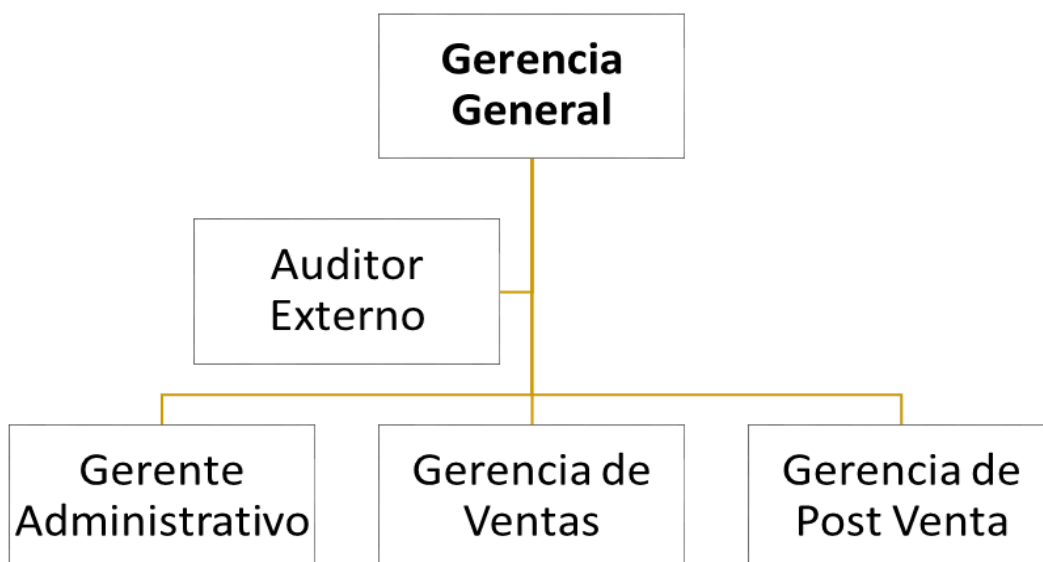 Gerencia
General
Auditor
Externo
Gerente
Administrativo
Gerencia de
Ventas
Gerencia de
Post Venta